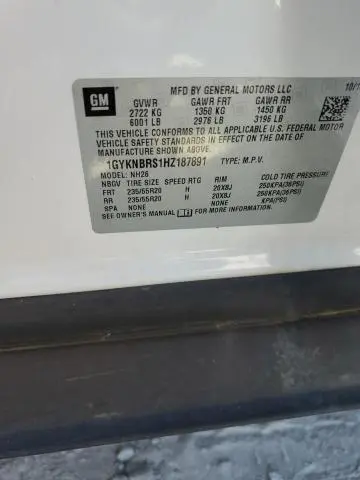 GM
MFD BY GENERAL MOTORS LLC 10/1
GVWR GAWR FRT GAWR RR
2722 KG 1350 KG 1450 KG
6001 LB 2976 LB 3196 LB
THIS VEHICLE CONFORMS TO ALL APPLICABLE U.S. FEDERAL MOTOR
VEHICLE SAFETY STANDARDS IN EFFECT ON THE DATE OF
MANUFACTURE SHOWN ABOVE.
1GYKNBRS1HZ187891 TYPE: M.P.V.
MODEL: NH26
NBGV TIRE SIZE SPEED RTG RIM COLD TIRE PRESSURE
FRT 235/55R20 H 20X8J 250KPA(36PSI)
RR 235/55R20 H 20X8J 250KPA(36PSI)
SPA NONE NONE KPA(PSI)
SEE OWNER'S MANUAL FOR MORE INFORMATION.